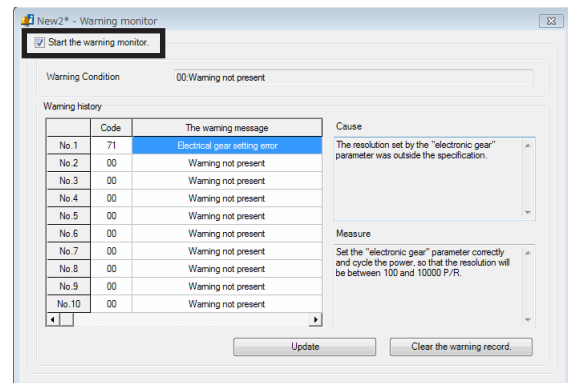 New2* - Warning monitor
Start the warning monitor.
Warning Condition 00:Warning not present
Warning history
Code The warning message
No.1 71 Electrical gear setting error
No.2 00 Warning not present
No.3 00 Warning not present
No.4 00 Warning not present
No.5 00 Warning not present
No.6 00 Warning not present
No.7 00 Warning not present
No.8 00 Warning not present
No.9 00 Warning not present
No.10 00 Warning not present
Cause
The resolution set by the "electronic gear"
parameter was outside the specification.
Measure
Set the "electronic gear" parameter correctly
and cycle the power, so that the resolution will
be between 100 and 10000 P/R.
Update
Clear the warning record.